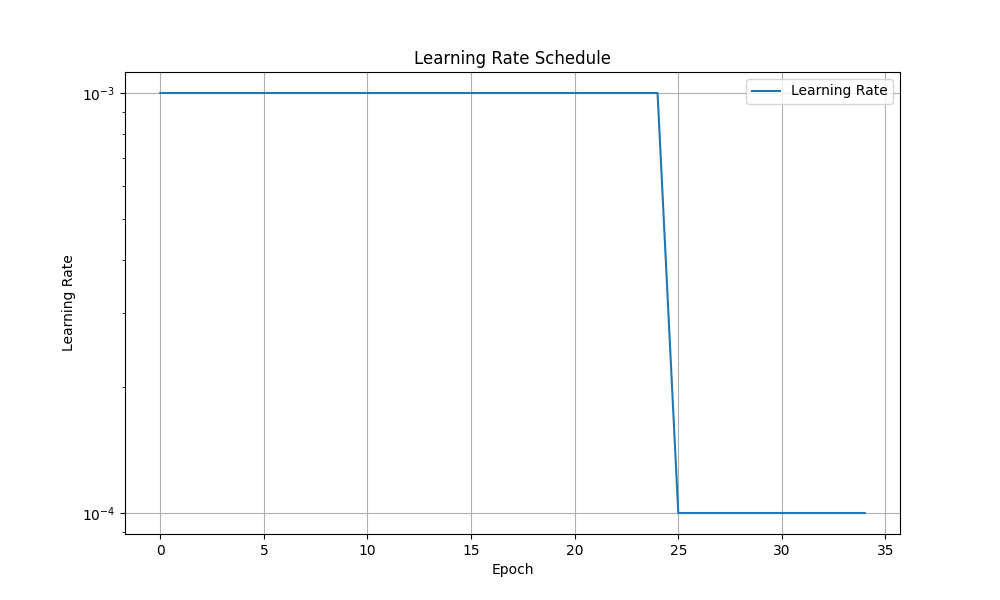 Learning Rate Schedule
Learning Rate
10⁻³
10⁻⁴
Learning Rate
0 5 10 15 20 25 30 35
Epoch